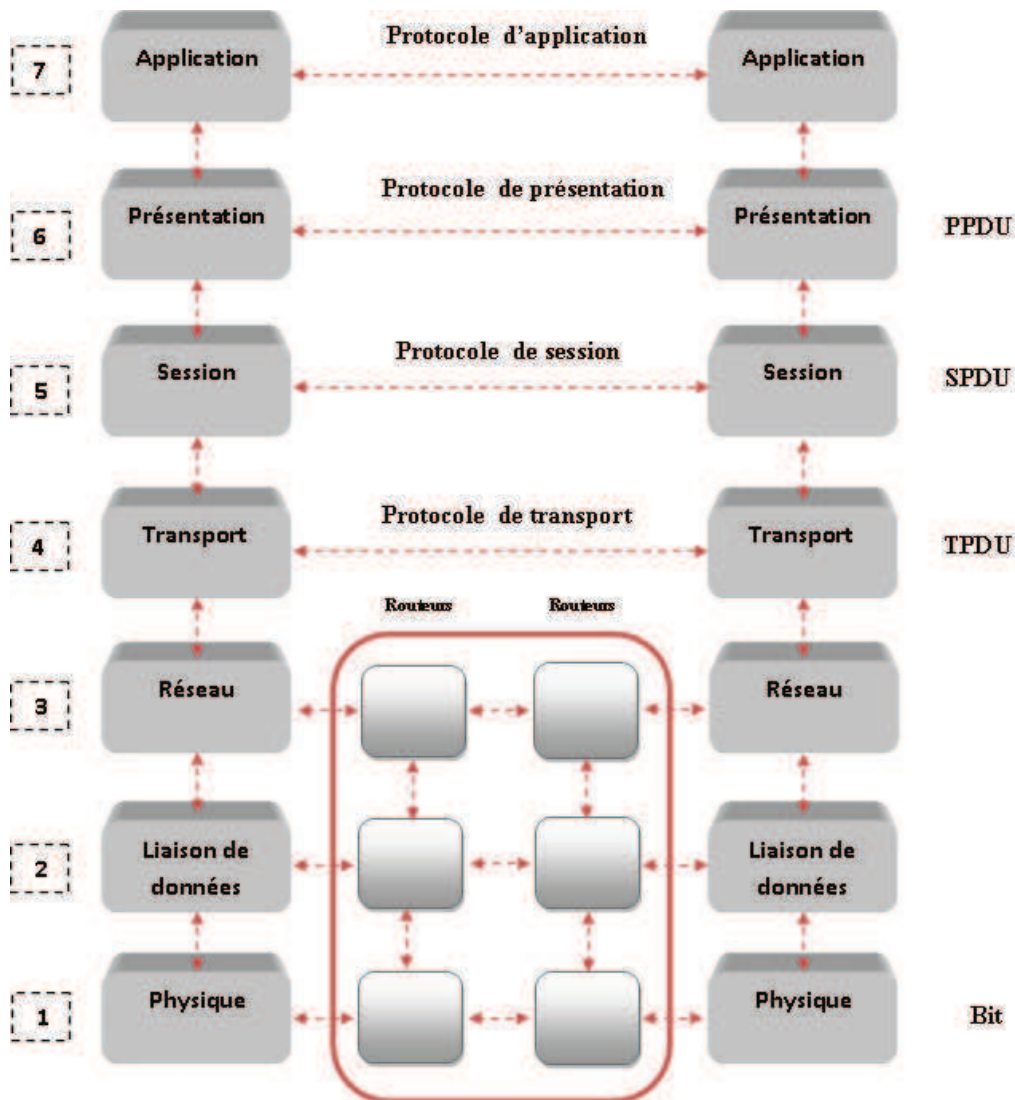 Protocole d'application
7
Application
Application
Protocole de présentation
6
Présentation
Présentation
PPDU
Protocole de session
5
Session
Session
SPDU
Protocole de transport
4
Transport
Transport
TPDU
Routeurs
Routeurs
3
Réseau
Réseau
2
Liaison de
données
Liaison de
données
1
Physique
Physique
Bit